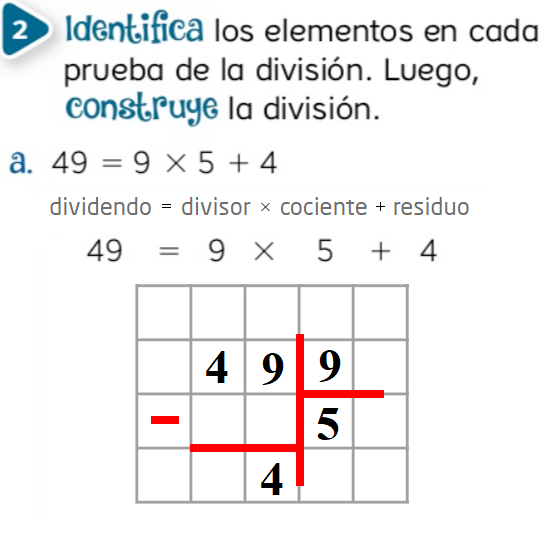 2 Identifica los elementos en cada
prueba de la división. Luego,
construye la división.
a. 49 = 9 × 5 + 4
dividendo = divisor × cociente + residuo
49 = 9 × 5 + 4
4 9 9
− 5
4